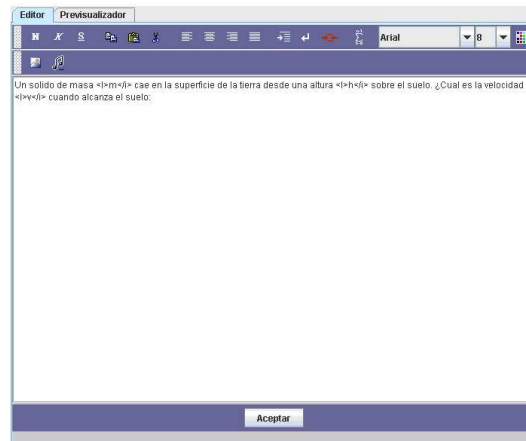 Editor Previsualizador
N X S Arial 8
Un solido de masa <I>m</i> cae en la superficie de la tierra desde una altura <I>h</i> sobre el suelo. ¿Cual es la velocidad
<I>v</i> cuando alcanza el suelo:
Aceptar